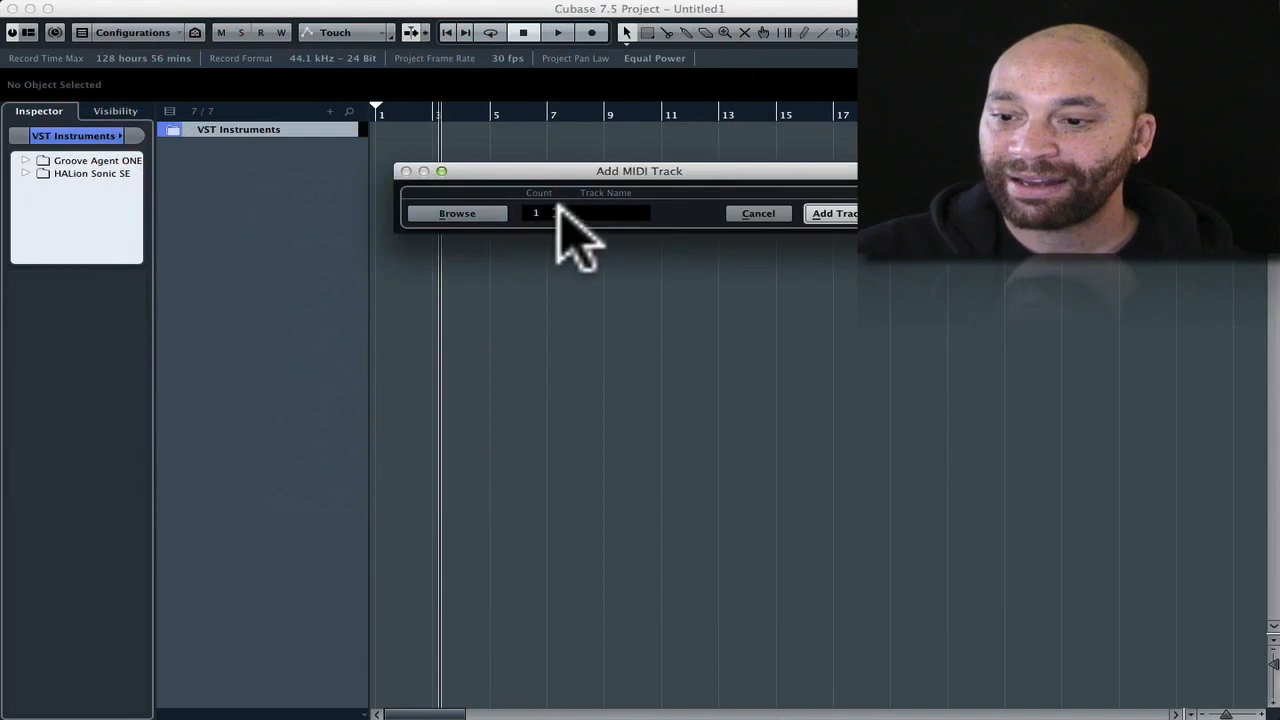 Cubase 7.5 Project - Untitled1
Configurations
M S R W
Touch
Record Time Max 128 hours 56 mins Record Format 44.1 kHz - 24 Bit Project Frame Rate 30 fps Project Pan Law Equal Power
No Object Selected
Inspector Visibility 7 / 7 + 1 3 5 7 9 11 13 15 17
VST Instruments
VST Instruments
Groove Agent ONE
HALion Sonic SE
Add MIDI Track
Count Track Name
Browse 1 Cancel Add Trac